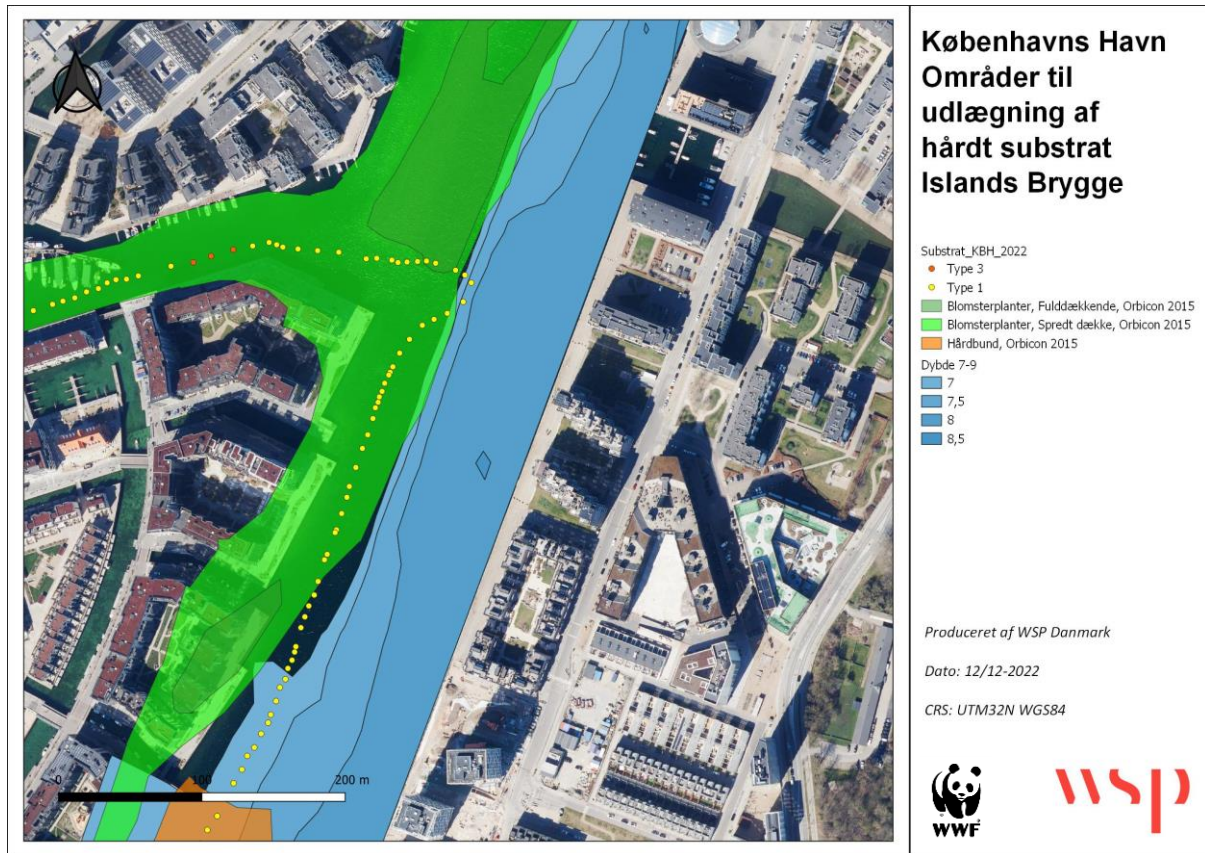 Københavns Havn
Områder til
udlægning af
hårdt substrat
Islands Brygge
Substrat_KBH_2022
Type 3
Type 1
Blomsterplanter, Fulddækkende, Orbicon 2015
Blomsterplanter, Spredt dække, Orbicon 2015
Hårdbund, Orbicon 2015
Dybde 7-9
7
7,5
8
8,5
Produceret af WSP Danmark
Dato: 12/12-2022
CRS: UTM32N WGS84
0 100 200 m
WWF
wsp